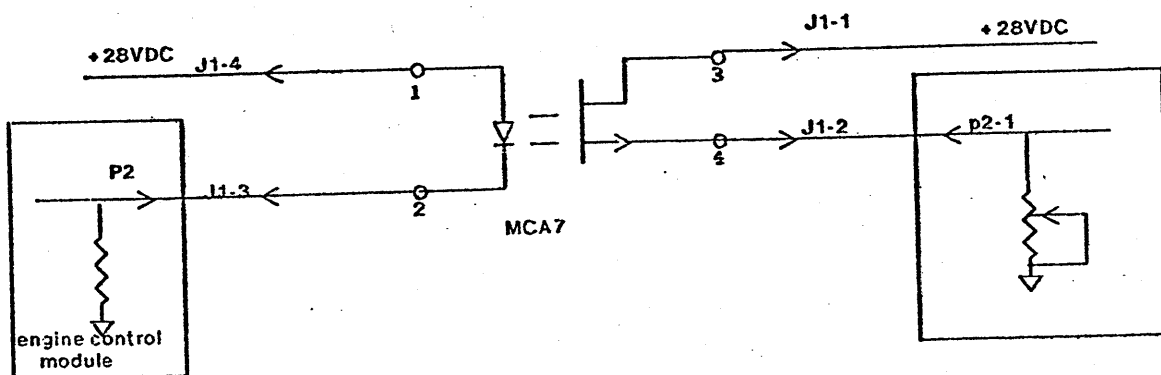 J1-1
+28VDC
+28VDC
J1-4
3
1
J1-2
p2-1
4
P2
J1-3
2
MCA7
engine control
module